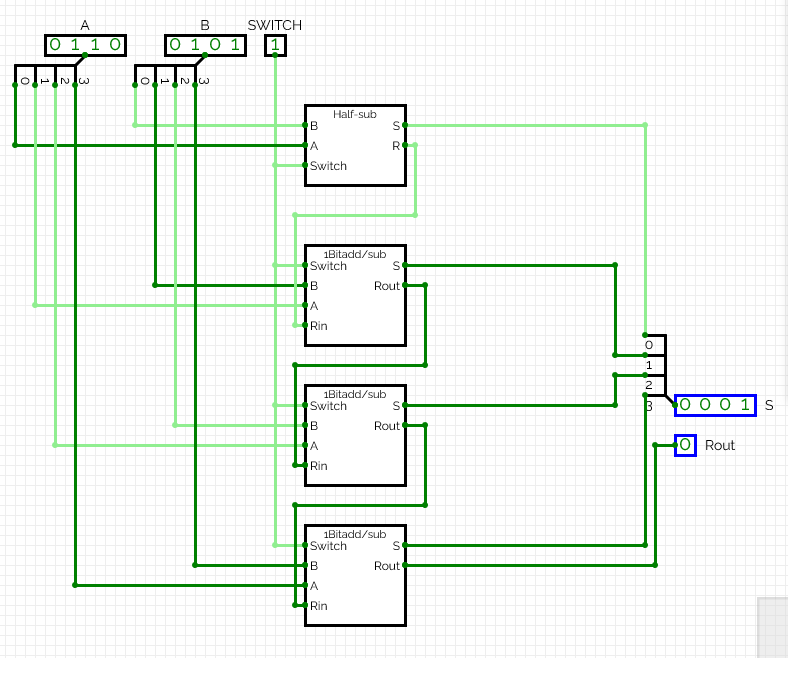 A B SWITCH
0 1 1 0 0 1 0 1 1
0 1 2 3 0 1 2 3
Half-sub
B S
A R
Switch
1Bitadd/sub
Switch S
B Rout
A
Rin
0
1
2
3
1Bitadd/sub
Switch S
B Rout
A
Rin
0 0 0 1 S
0 Rout
1Bitadd/sub
Switch S
B Rout
A
Rin